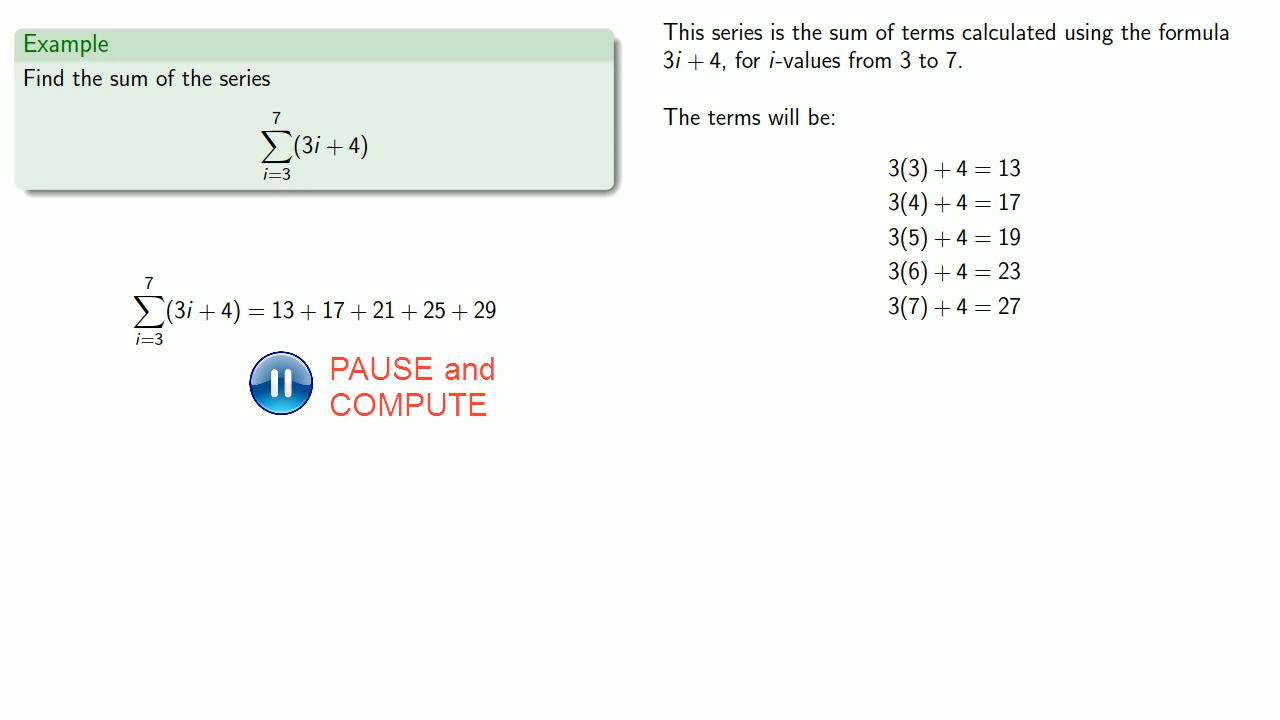 Example
Find the sum of the series
7
∑(3i + 4)
i=3
7
∑(3i + 4) = 13 + 17 + 21 + 25 + 29
i=3
PAUSE and
COMPUTE
This series is the sum of terms calculated using the formula
3i + 4, for i-values from 3 to 7.
The terms will be:
3(3) + 4 = 13
3(4) + 4 = 17
3(5) + 4 = 19
3(6) + 4 = 23
3(7) + 4 = 27